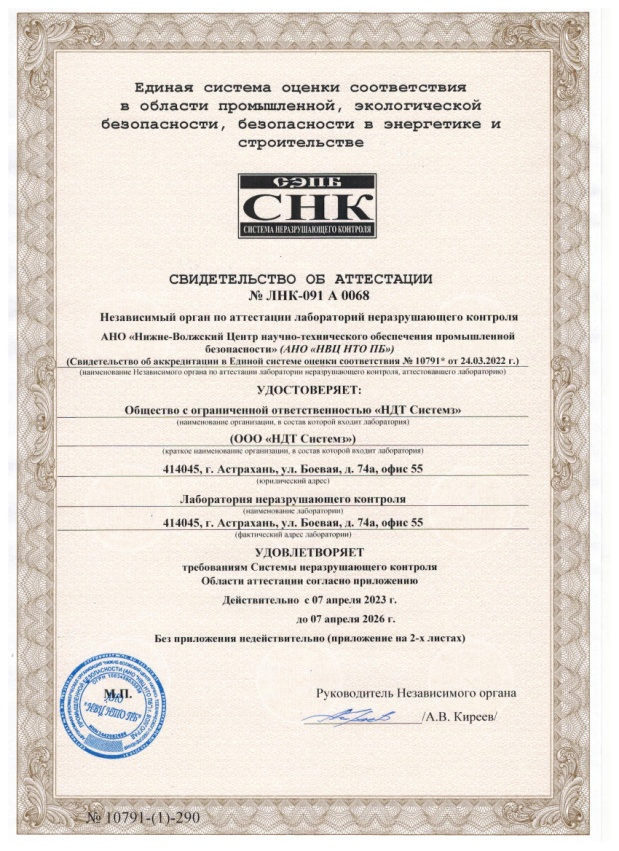 Единая система оценки соответствия
в области промышленной, экологической
безопасности, безопасности в энергетике и
строительстве
СЭПБ
СНК
СИСТЕМА НЕРАЗРУШАЮЩЕГО КОНТРОЛЯ
СВИДЕТЕЛЬСТВО ОБ АТТЕСТАЦИИ
№ ЛНК-091 А 0068
Независимый орган по аттестации лабораторий неразрушающего контроля
АНО «Нижне-Волжский Центр научно-технического обеспечения промышленной
безопасности» (АНО «НВЦ НТО ПБ»)
(Свидетельство об аккредитации в Единой системе оценки соответствия № 10791* от 24.03.2022 г.)
(наименование Независимого органа по аттестации лаборатории неразрушающего контроля, аттестовавшего лабораторию)
УДОСТОВЕРЯЕТ:
Общество с ограниченной ответственностью «НДТ Системз»
(наименование организации, в состав которой входит лаборатория)
(ООО «НДТ Системз»)
(краткое наименование организации, в состав которой входит лаборатория)
414045, г. Астрахань, ул. Боевая, д. 74а, офис 55
(юридический адрес)
Лаборатория неразрушающего контроля
(наименование лаборатории)
414045, г. Астрахань, ул. Боевая, д. 74а, офис 55
(фактический адрес лаборатории)
УДОВЛЕТВОРЯЕТ
требованиям Системы неразрушающего контроля
Области аттестации согласно приложению
Действительно с 07 апреля 2023 г.
до 07 апреля 2026 г.
Без приложения недействительно (приложение на 2-х листах)
М.П.
АНО
"НВЦ НТО ПБ"
Руководитель Независимого органа
/А.В. Киреев/
№ 10791-(1)-290